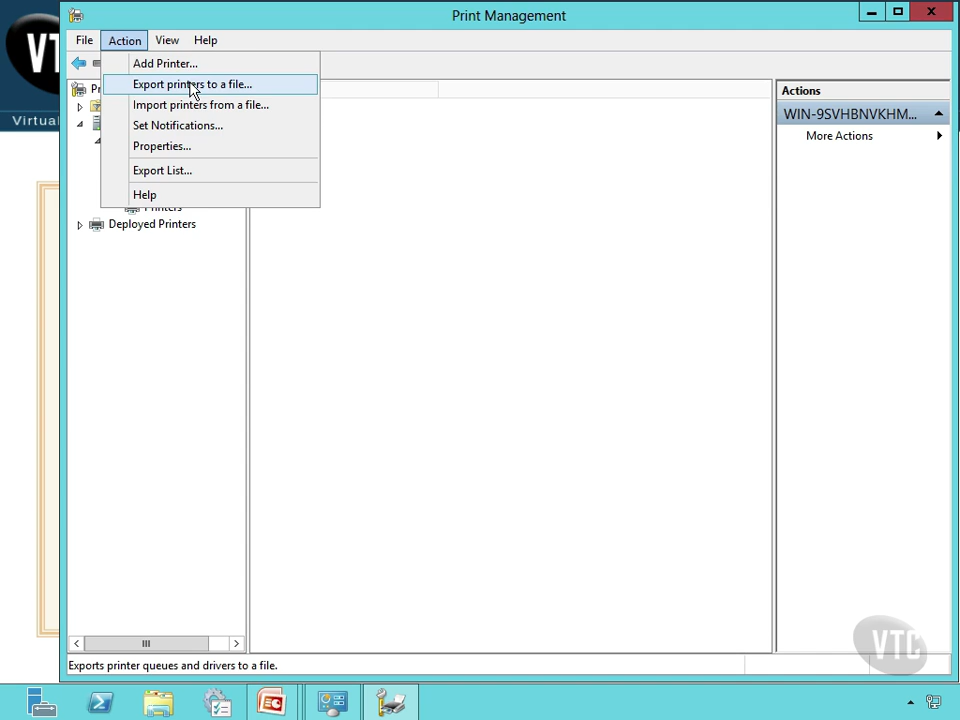 Print Management
VT
Virtual
File
Action
View
Help
Add Printer...
Export printers to a file...
Import printers from a file...
Set Notifications...
Properties...
Export List...
Help
Printers
Deployed Printers
Actions
WIN-9SVHBNVKHM...
More Actions
Exports printer queues and drivers to a file.
VTC